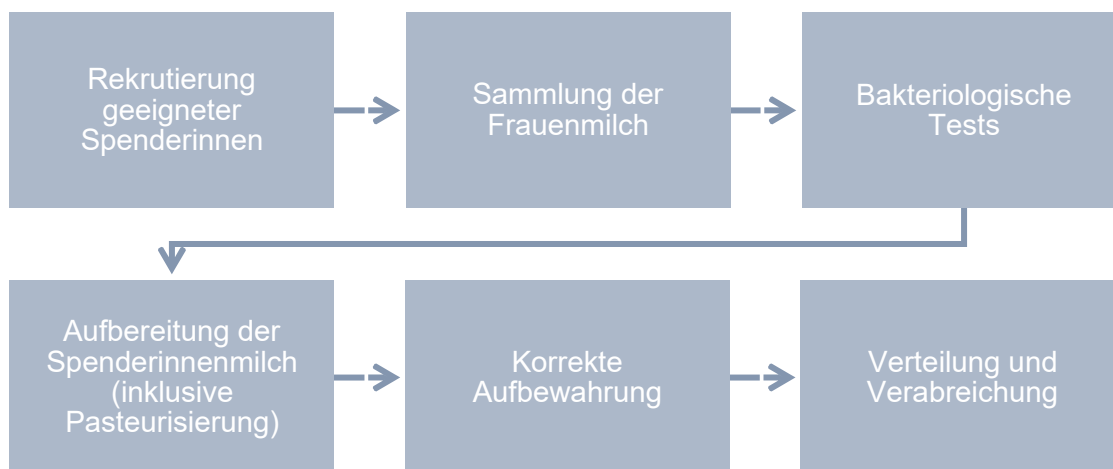 Rekrutierung
geeigneter
Spenderinnen
Sammlung der
Frauenmilch
Bakteriologische
Tests
Aufbereitung der
Spenderinnenmilch
(inklusive
Pasteurisierung)
Korrekte
Aufbewahrung
Verteilung und
Verabreichung